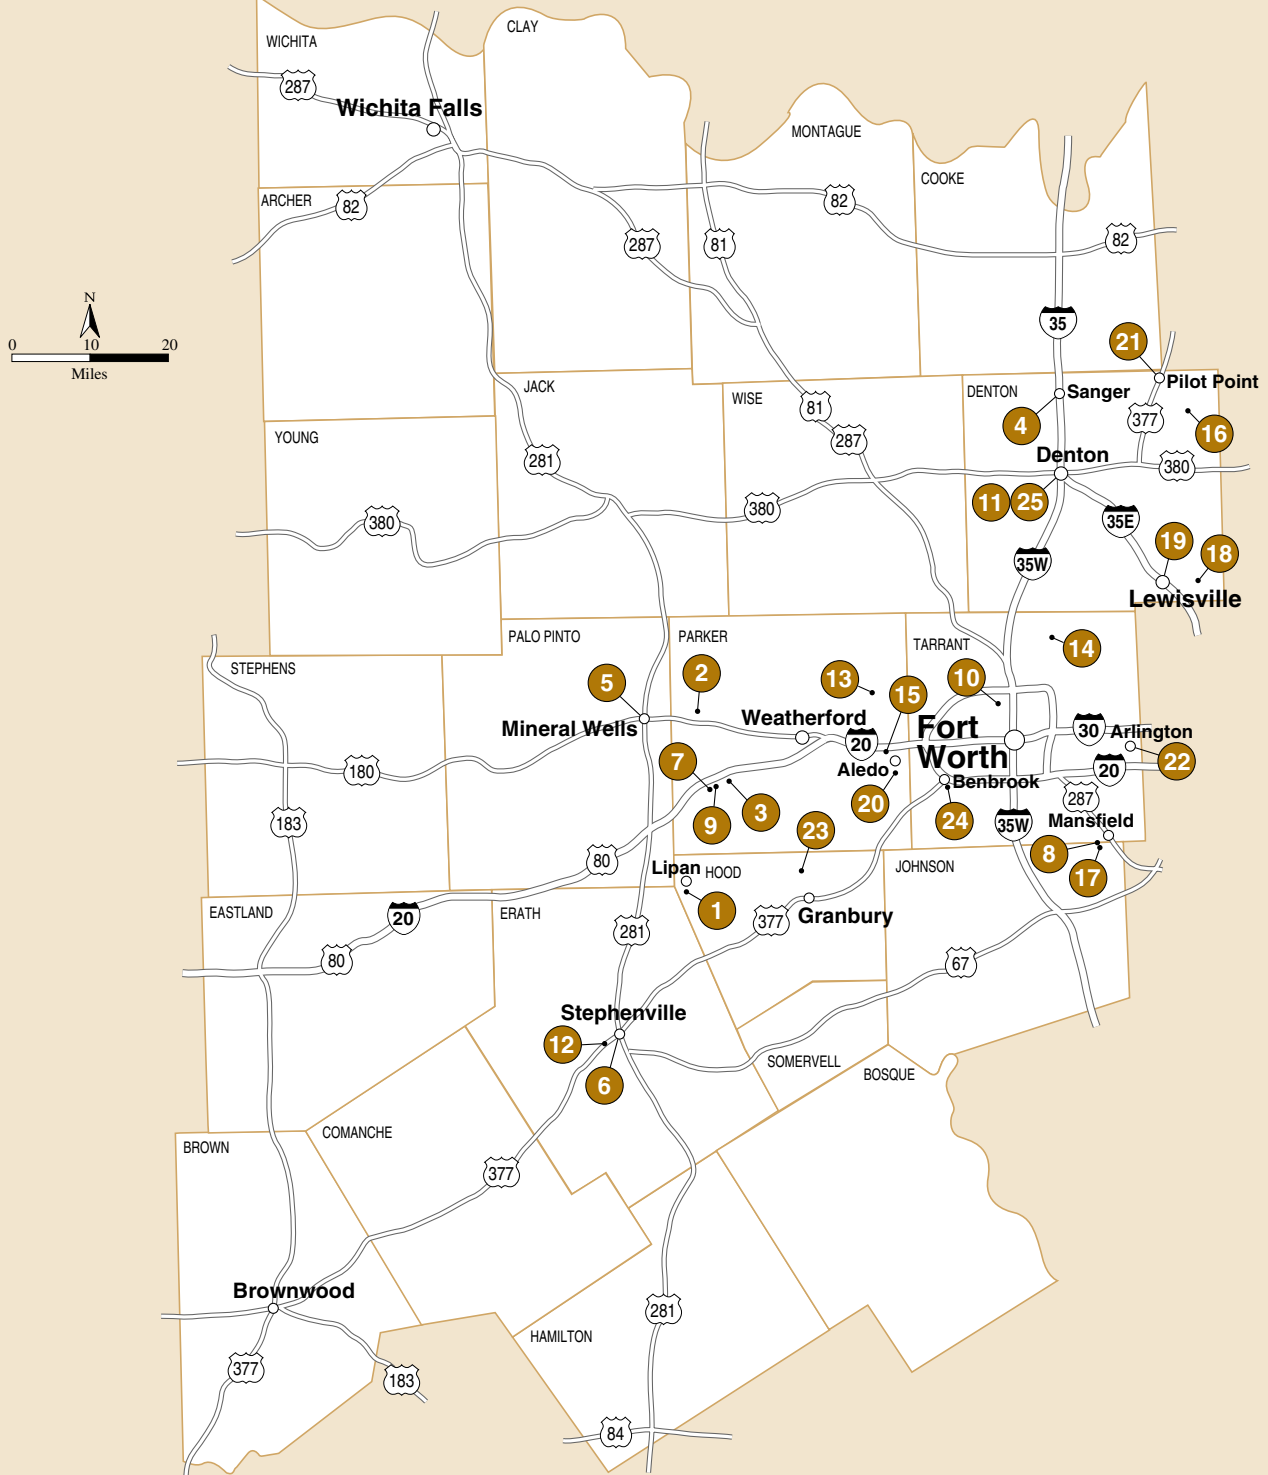 CLAY
WICHITA
287
Wichita Falls
MONTAGUE
COOKE
ARCHER
82
82
287
81
82
N
0 10 20
Miles
35
21
Pilot Point
JACK
WISE
DENTON
Sanger
81
377
4
16
YOUNG
287
Denton
281
380
11
25
380
380
35E
19
18
35W
Lewisville
PALO PINTO
PARKER
TARRANT
14
STEPHENS
2
5
13
15
10
Weatherford
Mineral Wells
Fort
Worth
20
30
Arlington
7
180
Aledo
20
22
Benbrook
287
9
3
20
24
183
35W
Mansfield
23
80
8
Lipan
HOOD
JOHNSON
17
1
EASTLAND
20
ERATH
377
Granbury
281
80
67
Stephenville
12
SOMERVELL
BOSQUE
6
COMANCHE
BROWN
377
Brownwood
281
HAMILTON
377
183
84